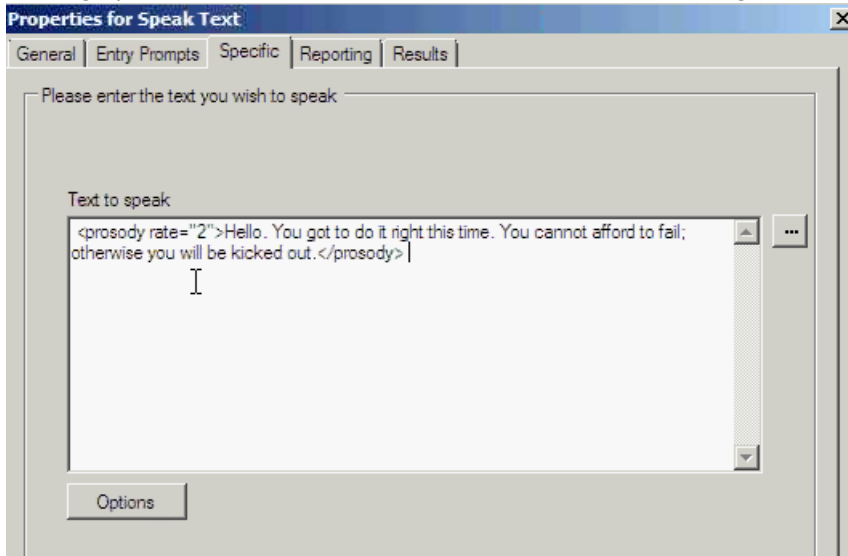 Properties for Speak Text
General Entry Prompts Specific Reporting Results
Please enter the text you wish to speak
Text to speak
<prosody rate="2">Hello. You got to do it right this time. You cannot afford to fail;
otherwise you will be kicked out.</prosody>
...
Options